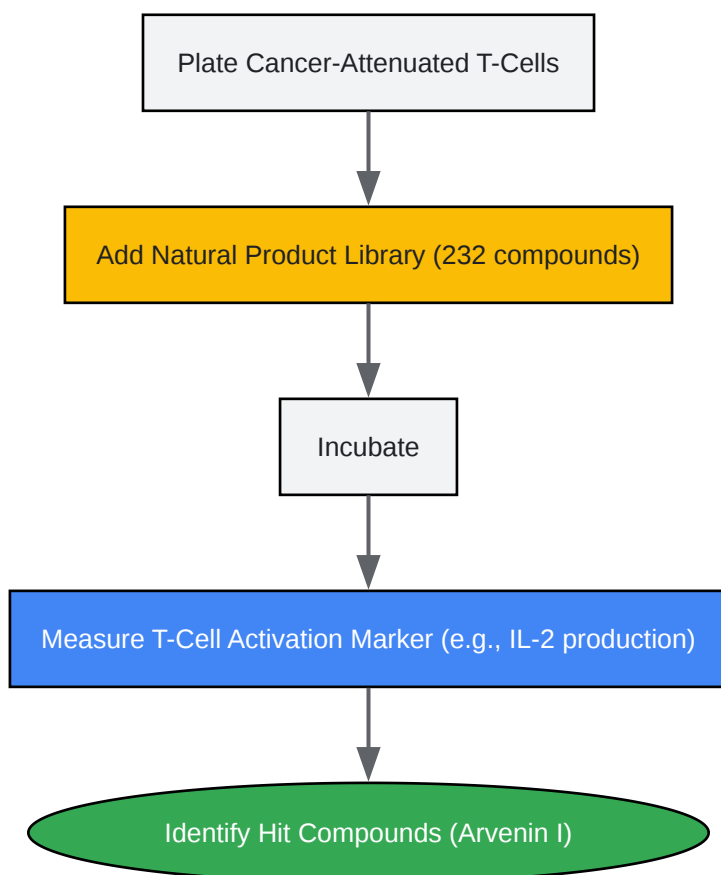 Plate Cancer-Attenuated T-Cells
Add Natural Product Library (232 compounds)
Incubate
Measure T-Cell Activation Marker (e.g., IL-2 production)
Identify Hit Compounds (Arvenin I)